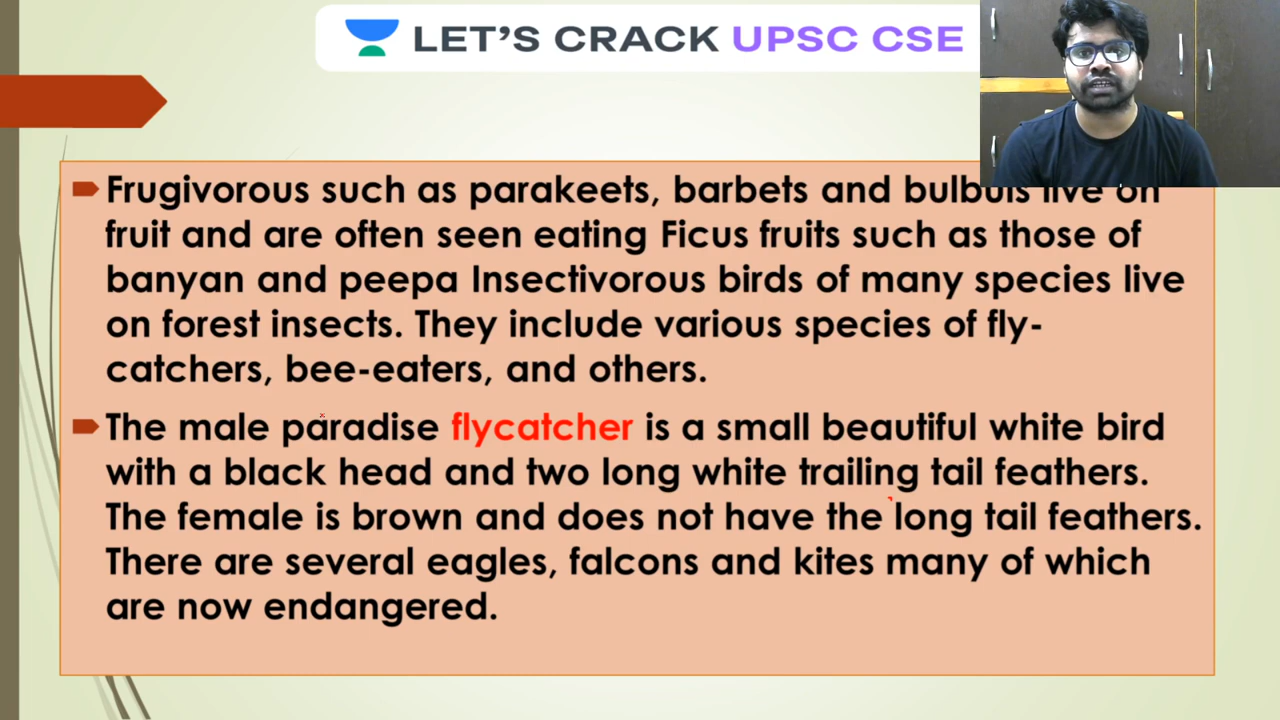 LET'S CRACK UPSC CSE
Frugivorous such as parakeets, barbets and bulbuls live on
fruit and are often seen eating Ficus fruits such as those of
banyan and peepa Insectivorous birds of many species live
on forest insects. They include various species of fly-
catchers, bee-eaters, and others.
The male paradise flycatcher is a small beautiful white bird
with a black head and two long white trailing tail feathers.
The female is brown and does not have the long tail feathers.
There are several eagles, falcons and kites many of which
are now endangered.